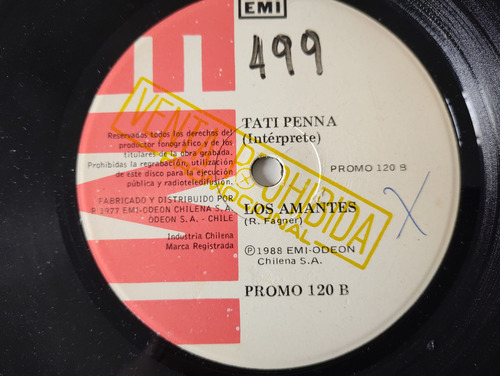 EMI
499
TATI PENNA
(Intérprete)
Reservados todos los derechos del
productor fonográfico y de los
titulares de la obra grabada.
Prohibidas la regrabación, utilización
de este disco para la ejecución
pública y radioteledifusión.
PROMO 120 B
FABRICADO Y DISTRIBUIDO POR
℗ 1977 EMI-ODEON CHILENA S.A.
ODEON S.A. - CHILE
LOS AMANTES
(R. Fagner)
X
Industria Chilena
Marca Registrada
℗ 1988 EMI-ODEON
Chilena S.A.
PROMO 120 B